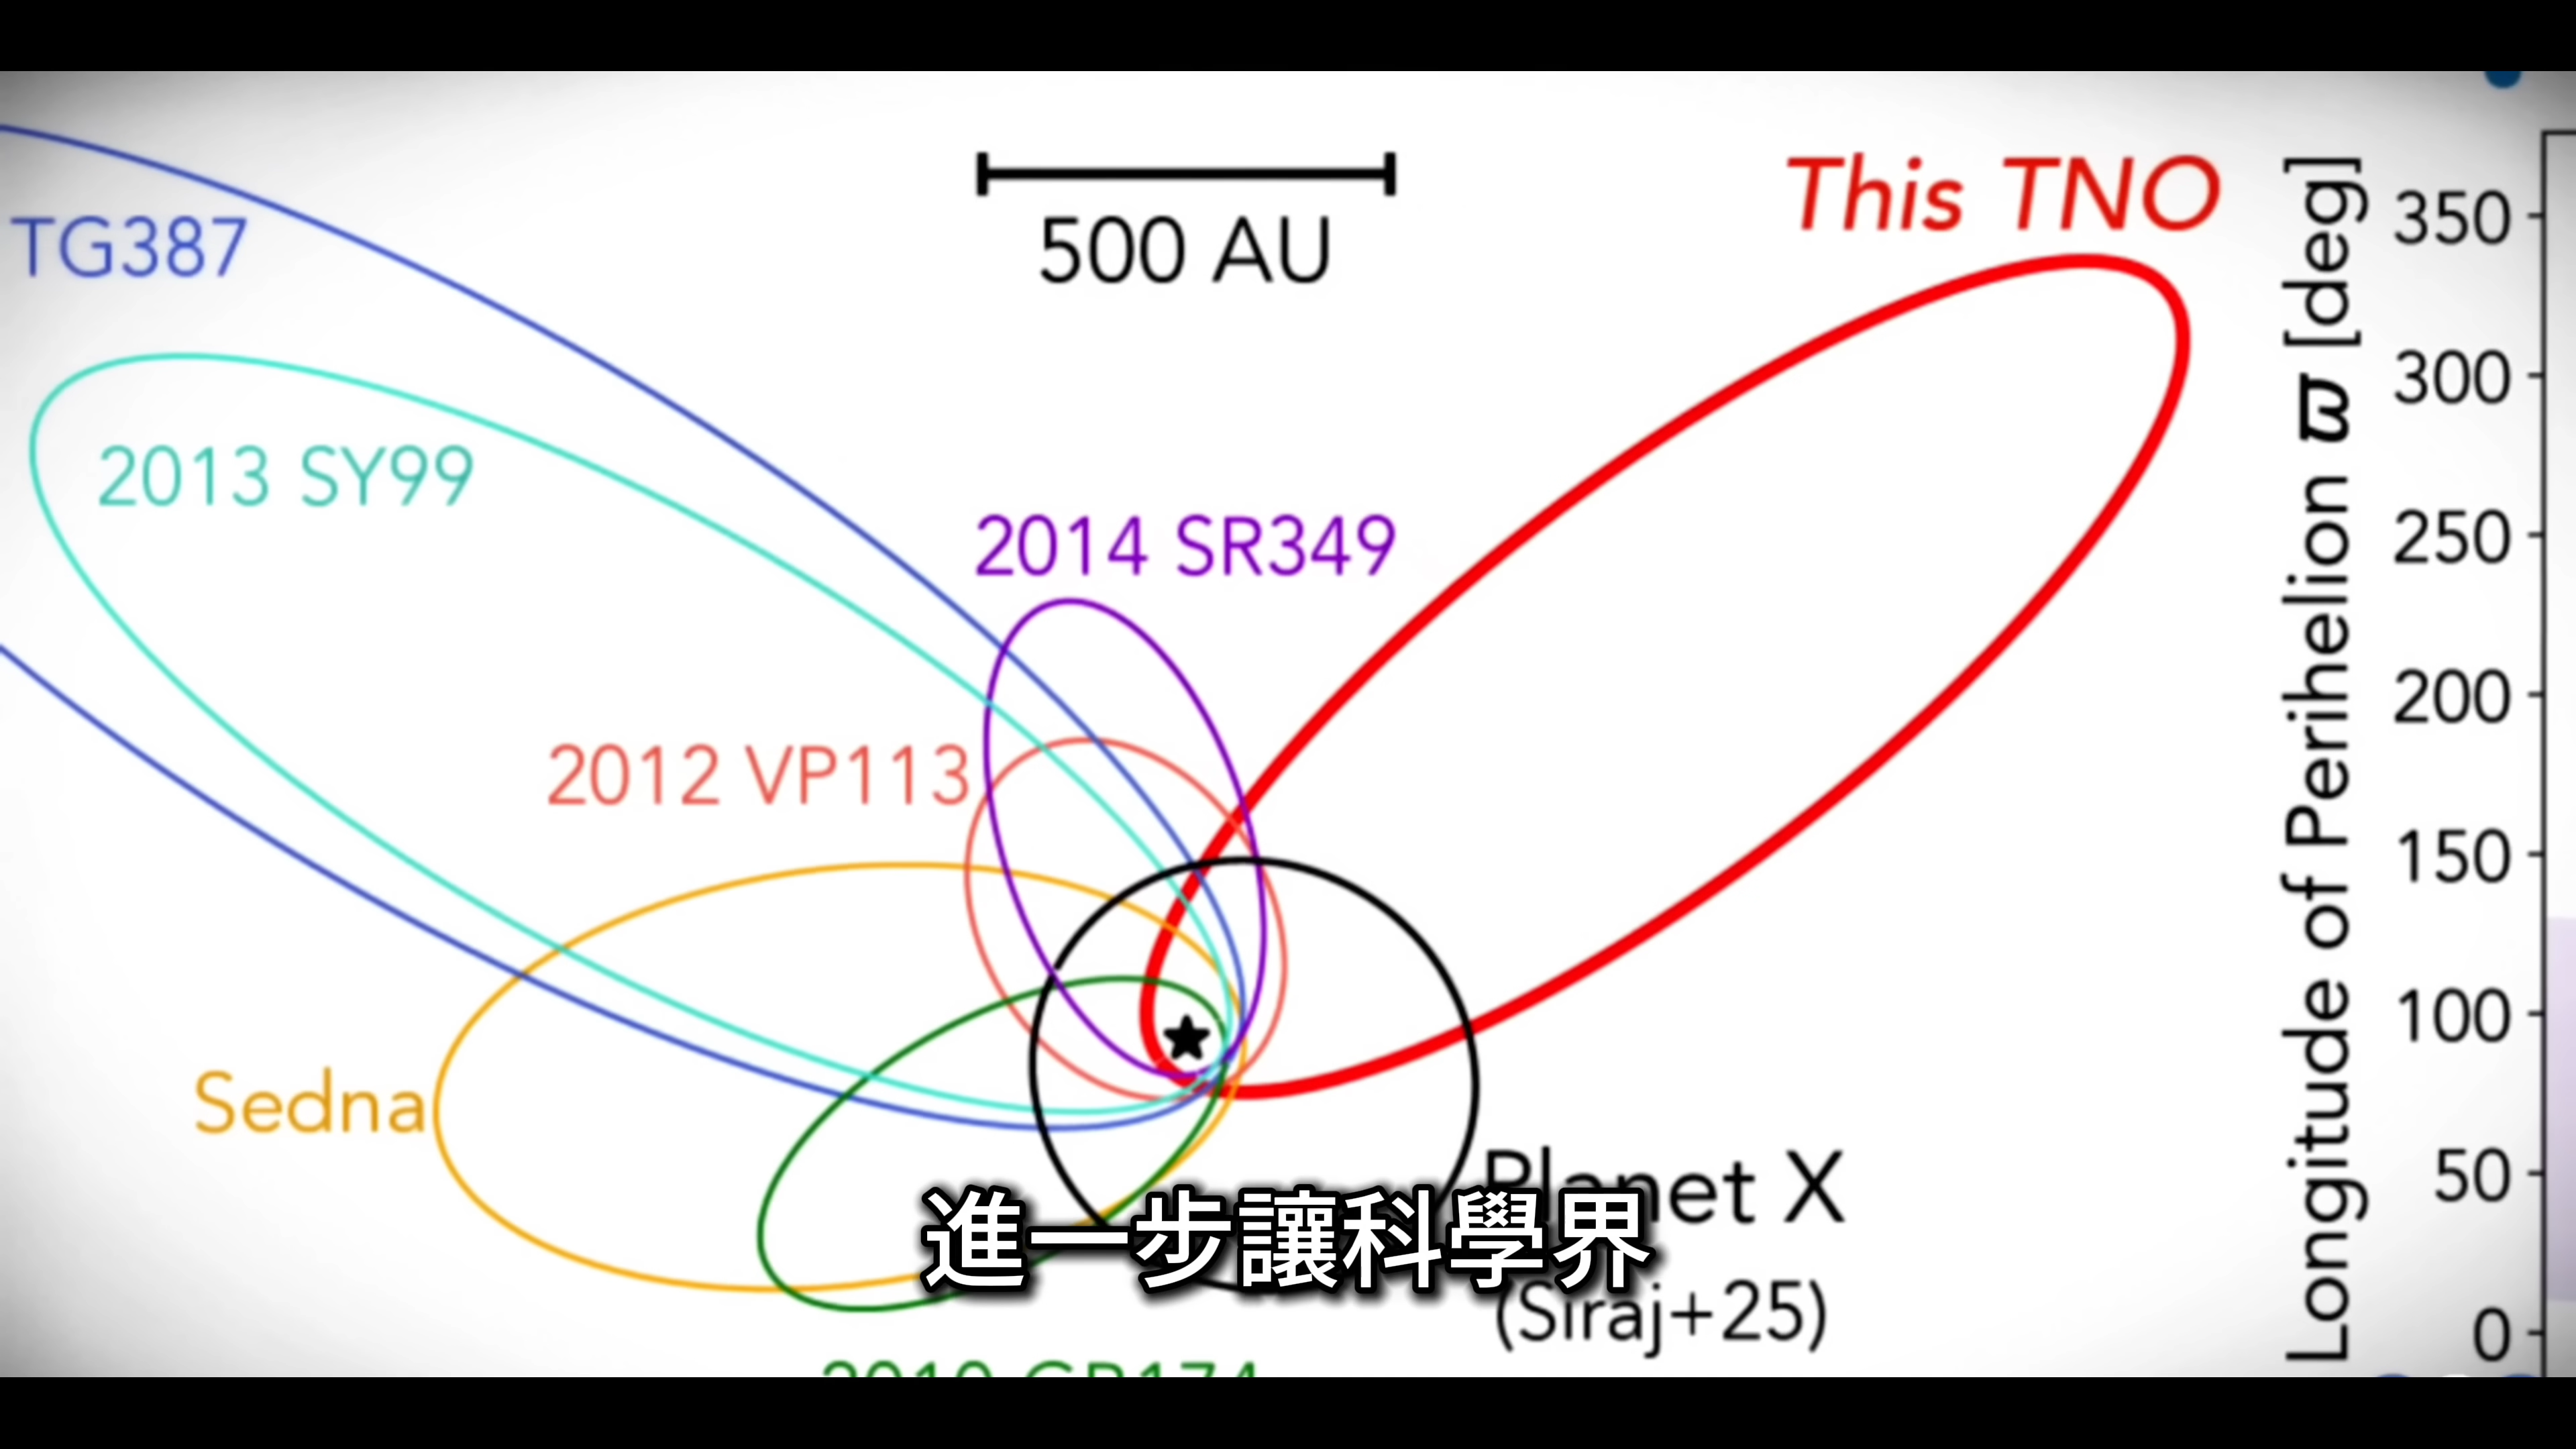 This TNO
500 AU
TG387
2013 SY99
2014 SR349
2012 VP113
Sedna
Planet X
(Siraj+25)
進一步讓科學界
Longitude of Perihelion ϖ [deg]
350
300
250
200
150
100
50
0